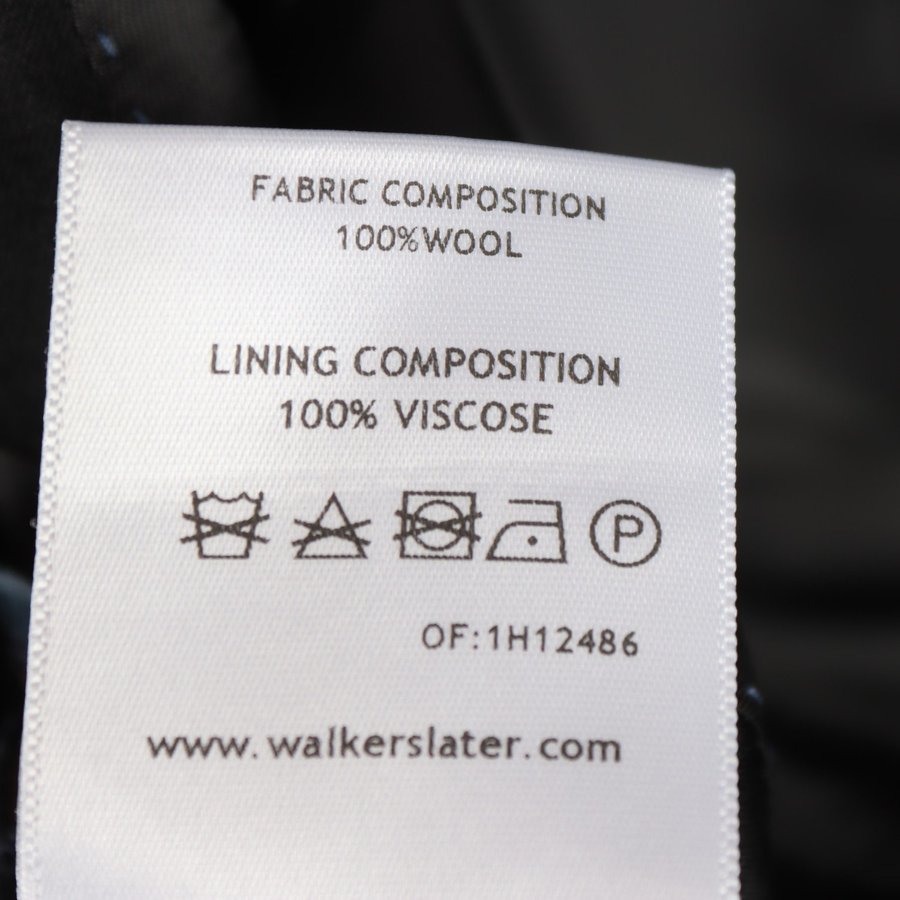 FABRIC COMPOSITION
100%WOOL
LINING COMPOSITION
100% VISCOSE
P
OF:1H12486
www.walkerslater.com